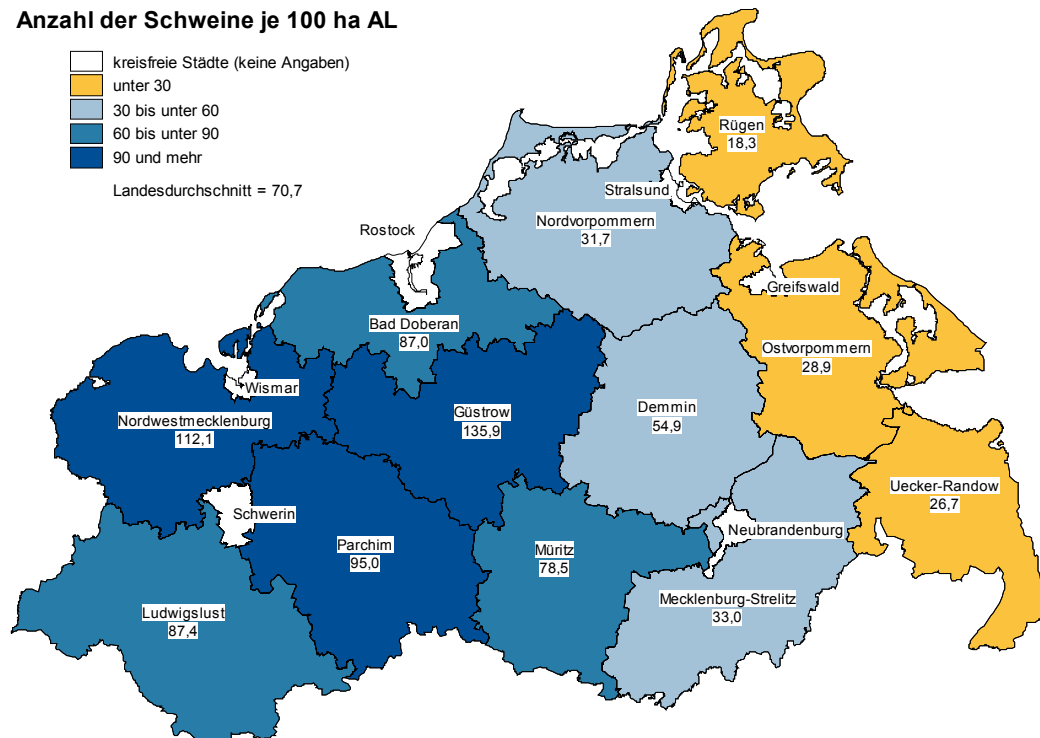 Anzahl der Schweine je 100 ha AL
kreisfreie Städte (keine Angaben)
unter 30
30 bis unter 60
60 bis unter 90
90 und mehr
Landesdurchschnitt = 70,7
Rügen
18,3
Stralsund
Nordvorpommern
31,7
Rostock
Greifswald
Bad Doberan
87,0
Ostvorpommern
28,9
Wismar
Nordwestmecklenburg
112,1
Güstrow
135,9
Demmin
54,9
Uecker-Randow
26,7
Schwerin
Neubrandenburg
Parchim
95,0
Müritz
78,5
Mecklenburg-Strelitz
33,0
Ludwigslust
87,4